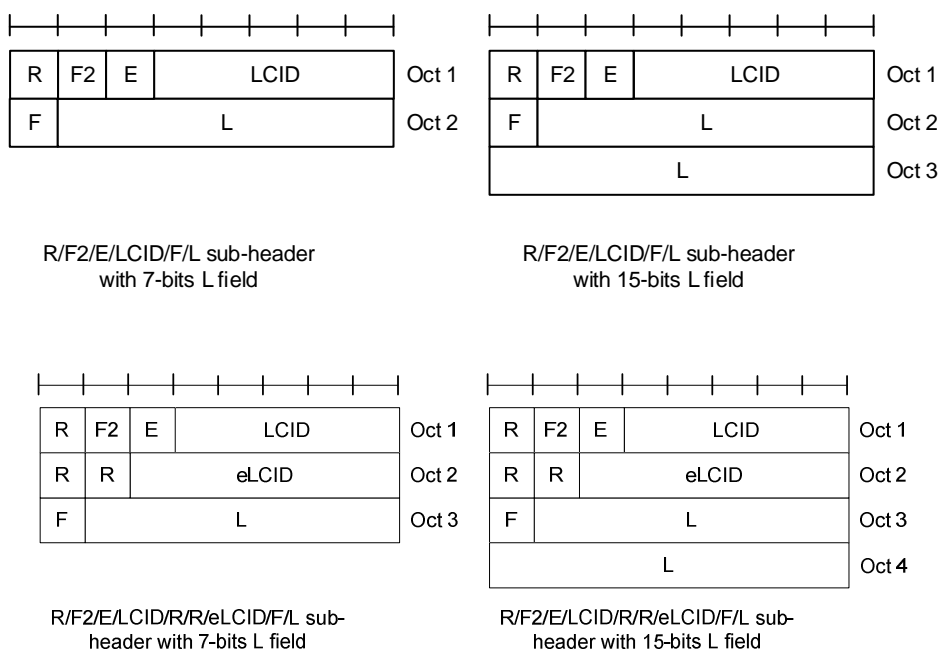 R F2 E LCID Oct 1
F L Oct 2
R/F2/E/LCID/F/L sub-header
with 7-bits L field
R F2 E LCID Oct 1
F L Oct 2
L Oct 3
R/F2/E/LCID/F/L sub-header
with 15-bits L field
R F2 E LCID Oct 1
R R eLCID Oct 2
F L Oct 3
R/F2/E/LCID/R/R/eLCID/F/L sub-
header with 7-bits L field
R F2 E LCID Oct 1
R R eLCID Oct 2
F L Oct 3
L Oct 4
R/F2/E/LCID/R/R/eLCID/F/L sub-
header with 15-bits L field